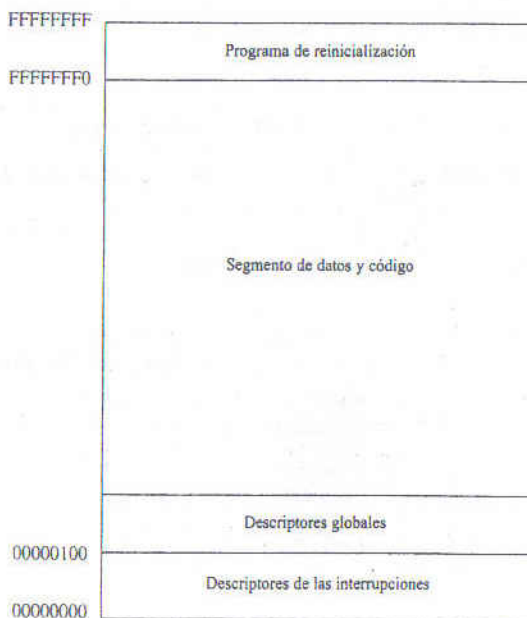 FFFFFFFF
Programa de reinicialización
FFFFFFF0
Segmento de datos y código
Descriptores globales
00000100
Descriptores de las interrupciones
00000000